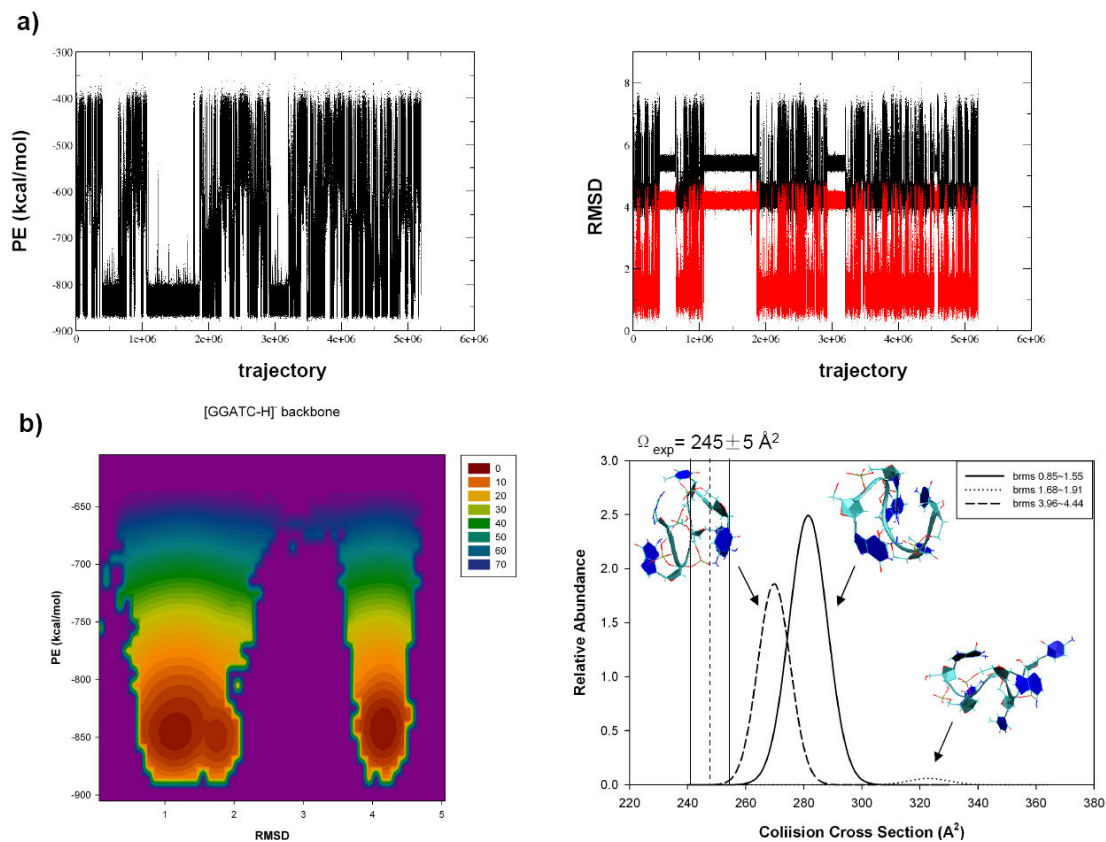 a)
-300
-400
-500
-600
-700
-800
-900
PE (kcal/mol)
0
1e+06
2e+06
3e+06
4e+06
5e+06
6e+06
trajectory
8
6
4
2
0
RMSD
0
1e+06
2e+06
3e+06
4e+06
5e+06
6e+06
trajectory
b)
[GGATC-H]⁻ backbone
-650
-700
-750
-800
-850
-900
PE (kcal/mol)
1
2
3
4
5
RMSD
0
10
20
30
40
50
60
70
Ωexp = 245±5 Å²
3.0
2.5
2.0
1.5
1.0
0.5
0.0
Relative Abundance
brms 0.85~1.55
brms 1.68~1.91
brms 3.96~4.44
220
240
260
280
300
320
340
360
380
Coliision Cross Section (A²)